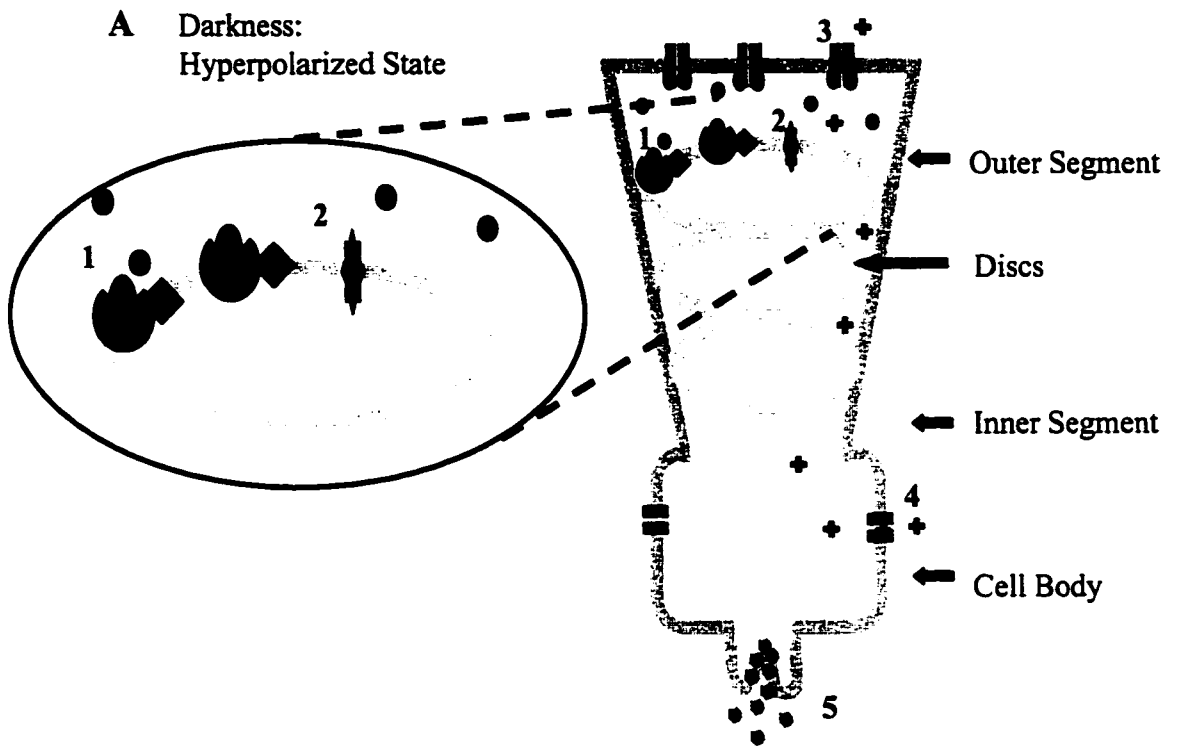 A Darkness:
Hyperpolarized State
3
1
2
Outer Segment
2
1
Discs
Inner Segment
4
Cell Body
5